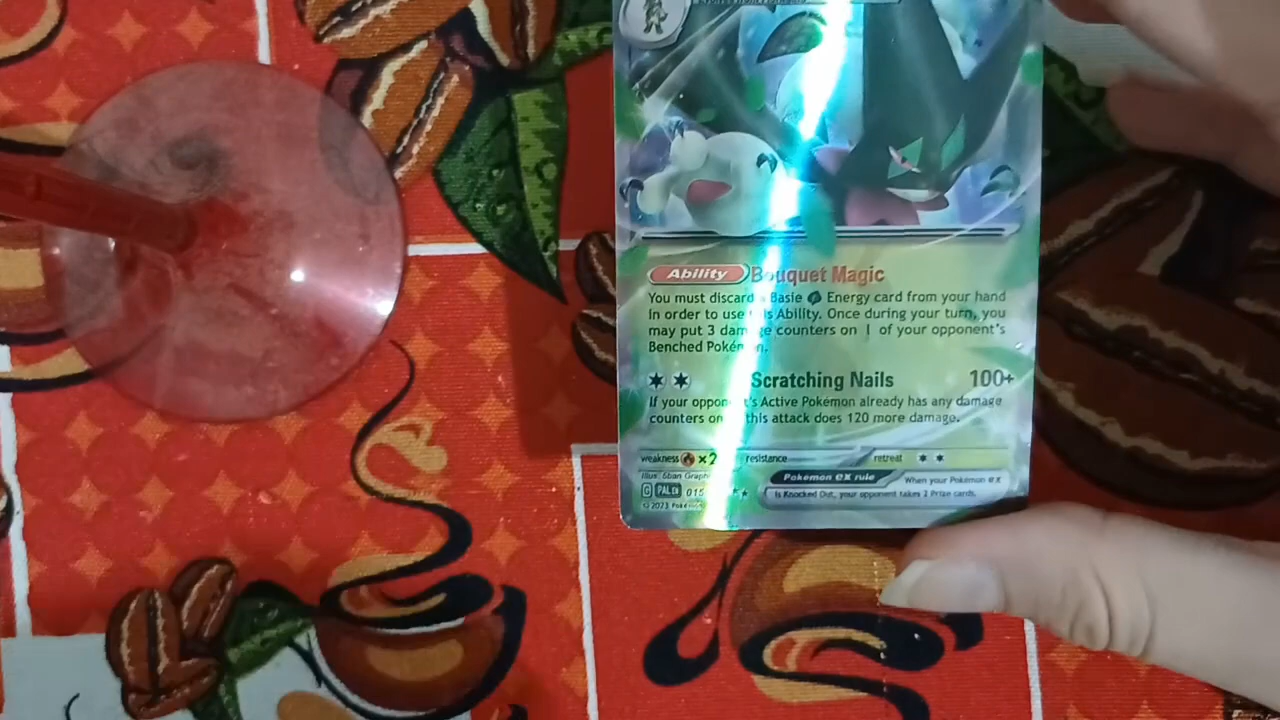 Ability Bouquet Magic
You must discard a Basic Energy card from your hand
in order to use this Ability. Once during your turn, you
may put 3 damage counters on 1 of your opponent's
Benched Pokémon.
Scratching Nails 100+
If your opponent's Active Pokémon already has any damage
counters on this attack does 120 more damage.
weakness ×2 resistance retreat
Illus. 5ban Graph
Pokémon ex rule When your Pokémon ex
G PAL EN 015
is Knocked Out, your opponent takes 2 Prize cards.
©2023 Pokémon